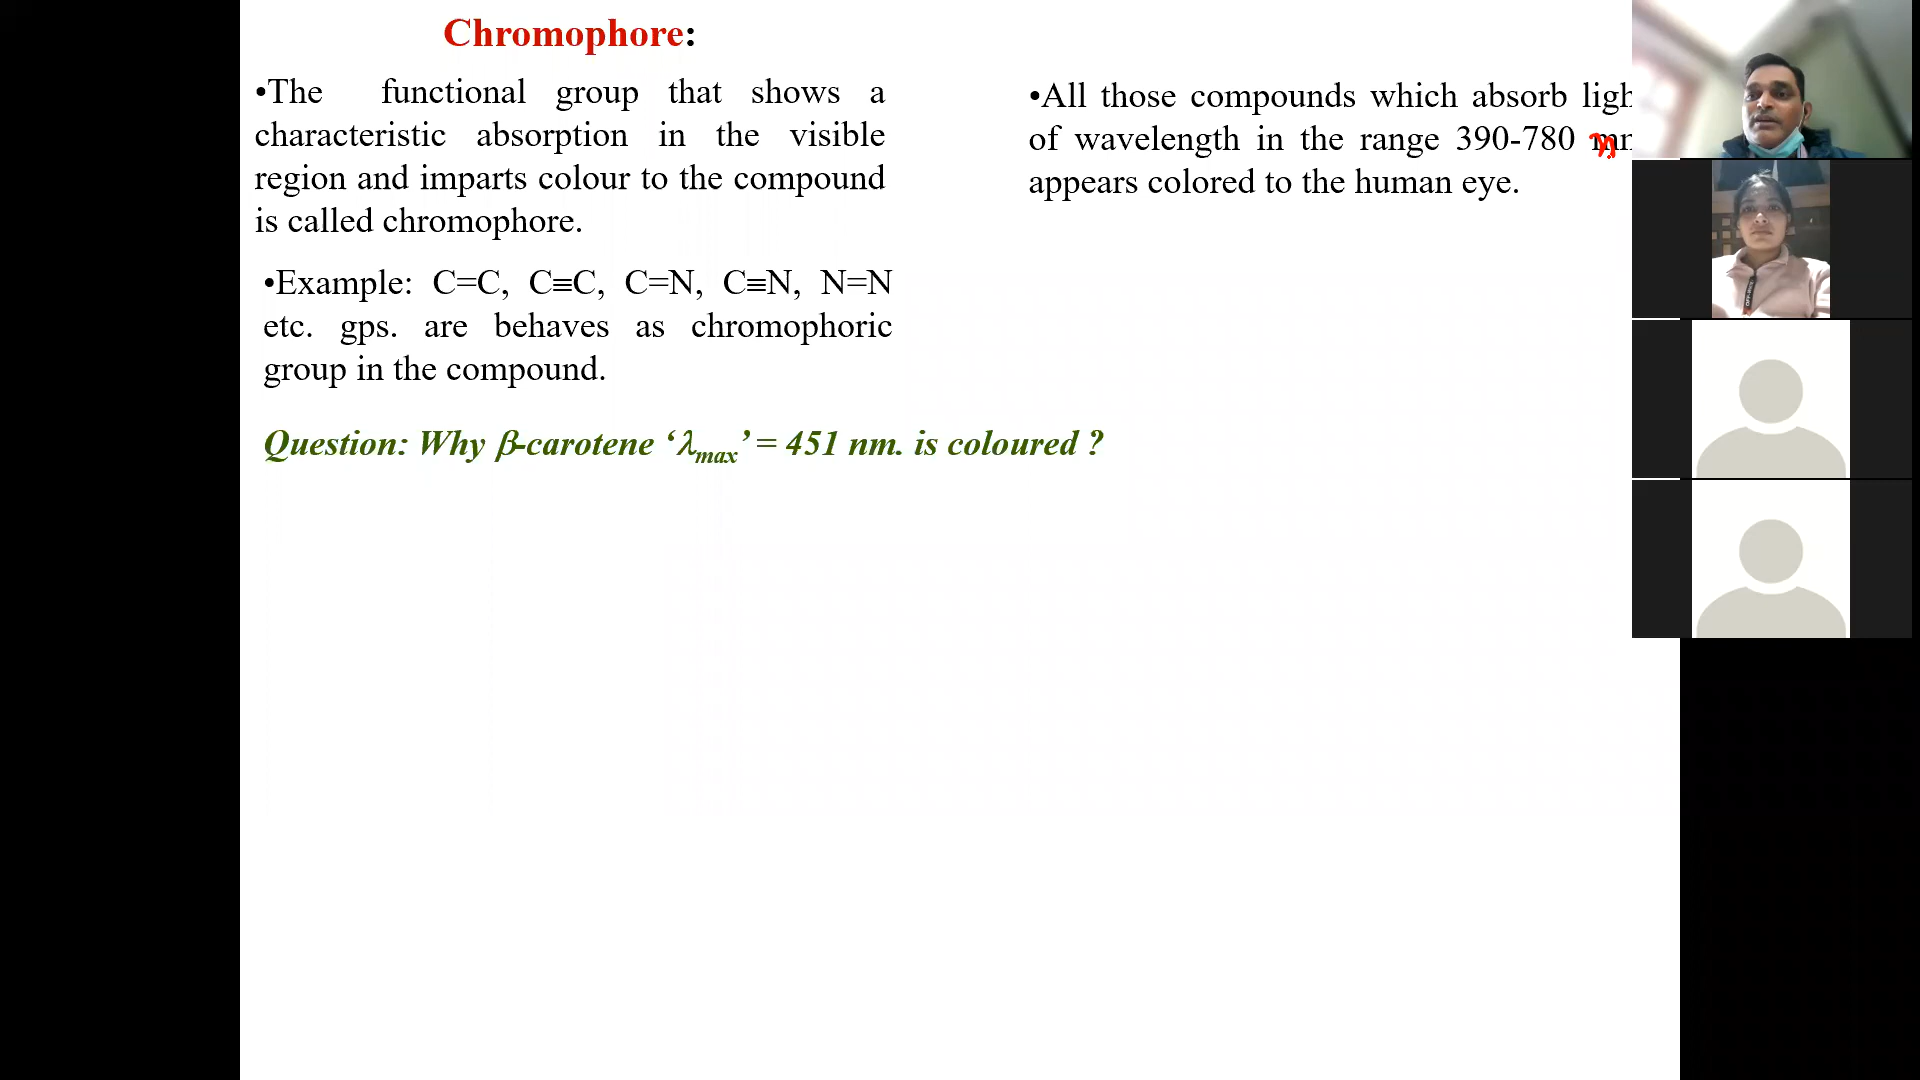 Chromophore:
•The functional group that shows a
characteristic absorption in the visible
region and imparts colour to the compound
is called chromophore.
•Example: C=C, C≡C, C=N, C≡N, N=N
etc. gps. are behaves as chromophoric
group in the compound.
•All those compounds which absorb
of wavelength in the range 390-780
appears colored to the human eye.
Question: Why β-carotene ‘λmax’ = 451 nm. is coloured ?